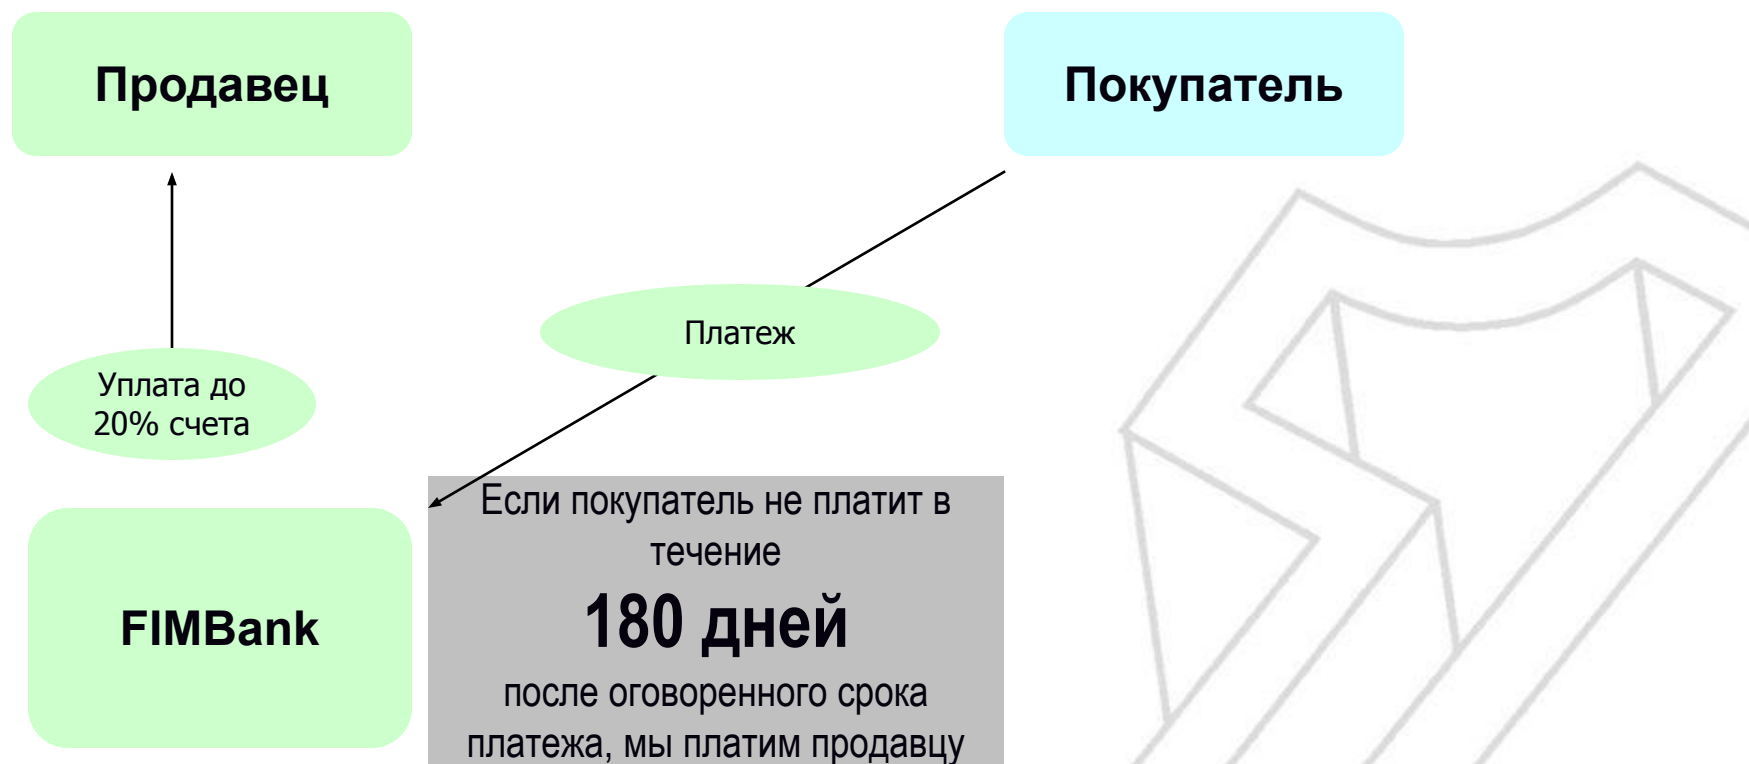 Продавец
Покупатель
Платеж
Уплата до
20% счета
FIMBank
Если покупатель не платит в
течение
180 дней
после оговоренного срока
платежа, мы платим продавцу